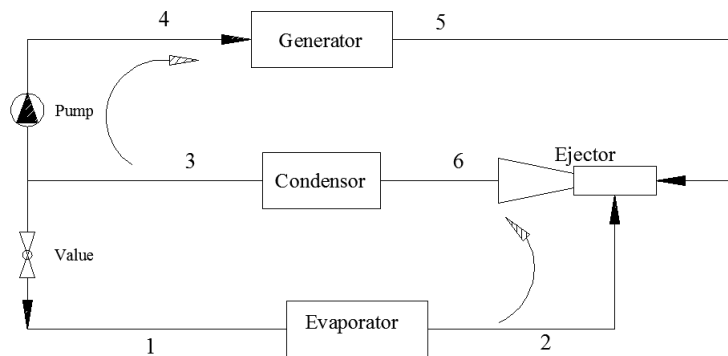 4
Generator
5
Pump
Ejector
3
Condensor
6
Value
1
Evaporator
2